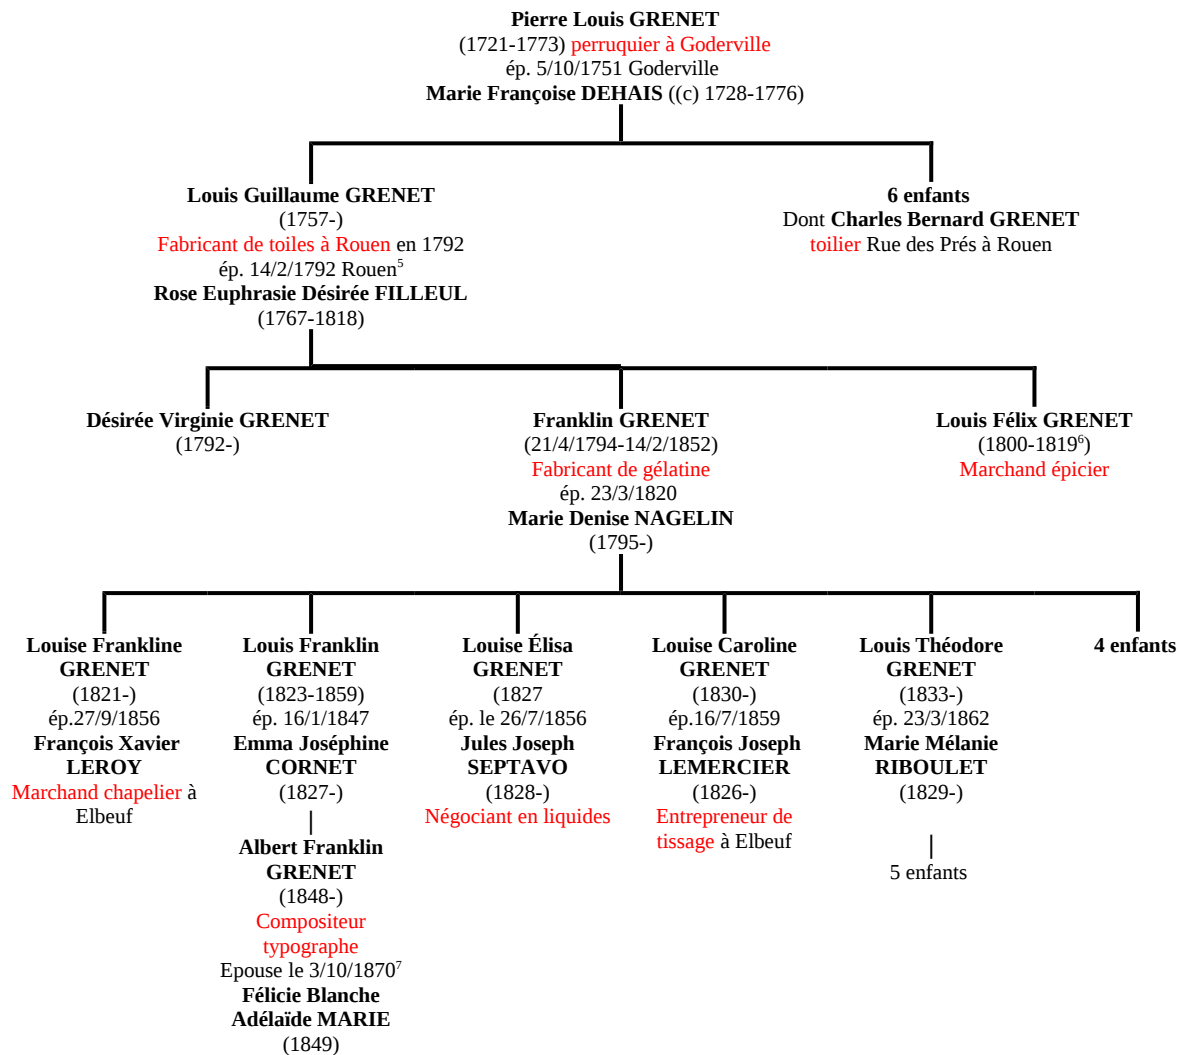 Pierre Louis GRENET
(1721-1773) perruquier à Goderville
ép. 5/10/1751 Goderville
Marie Françoise DEHAIS ((c) 1728-1776)
Louis Guillaume GRENET
(1757-)
Fabricant de toiles à Rouen en 1792
ép. 14/2/1792 Rouen⁵
Rose Euphrasie Désirée FILLEUL
(1767-1818)
6 enfants
Dont Charles Bernard GRENET
toilier Rue des Prés à Rouen
Désirée Virginie GRENET
(1792-)
Franklin GRENET
(21/4/1794-14/2/1852)
Fabricant de gélatine
ép. 23/3/1820
Marie Denise NAGELIN
(1795-)
Louis Félix GRENET
(1800-1819⁶)
Marchand épicier
Louise Frankline
GRENET
(1821-)
ép.27/9/1856
François Xavier
LEROY
Marchand chapelier à
Elbeuf
Louis Franklin
GRENET
(1823-1859)
ép. 16/1/1847
Emma Joséphine
CORNET
(1827-)
Albert Franklin
GRENET
(1848-)
Compositeur
typographe
Epouse le 3/10/1870⁷
Félicie Blanche
Adélaïde MARIE
(1849)
Louise Élisa
GRENET
(1827
ép. le 26/7/1856
Jules Joseph
SEPTAVO
(1828-)
Négociant en liquides
Louise Caroline
GRENET
(1830-)
ép.16/7/1859
François Joseph
LEMERCIER
(1826-)
Entrepreneur de
tissage à Elbeuf
Louis Théodore
GRENET
(1833-)
ép. 23/3/1862
Marie Mélanie
RIBOULET
(1829-)
5 enfants
4 enfants